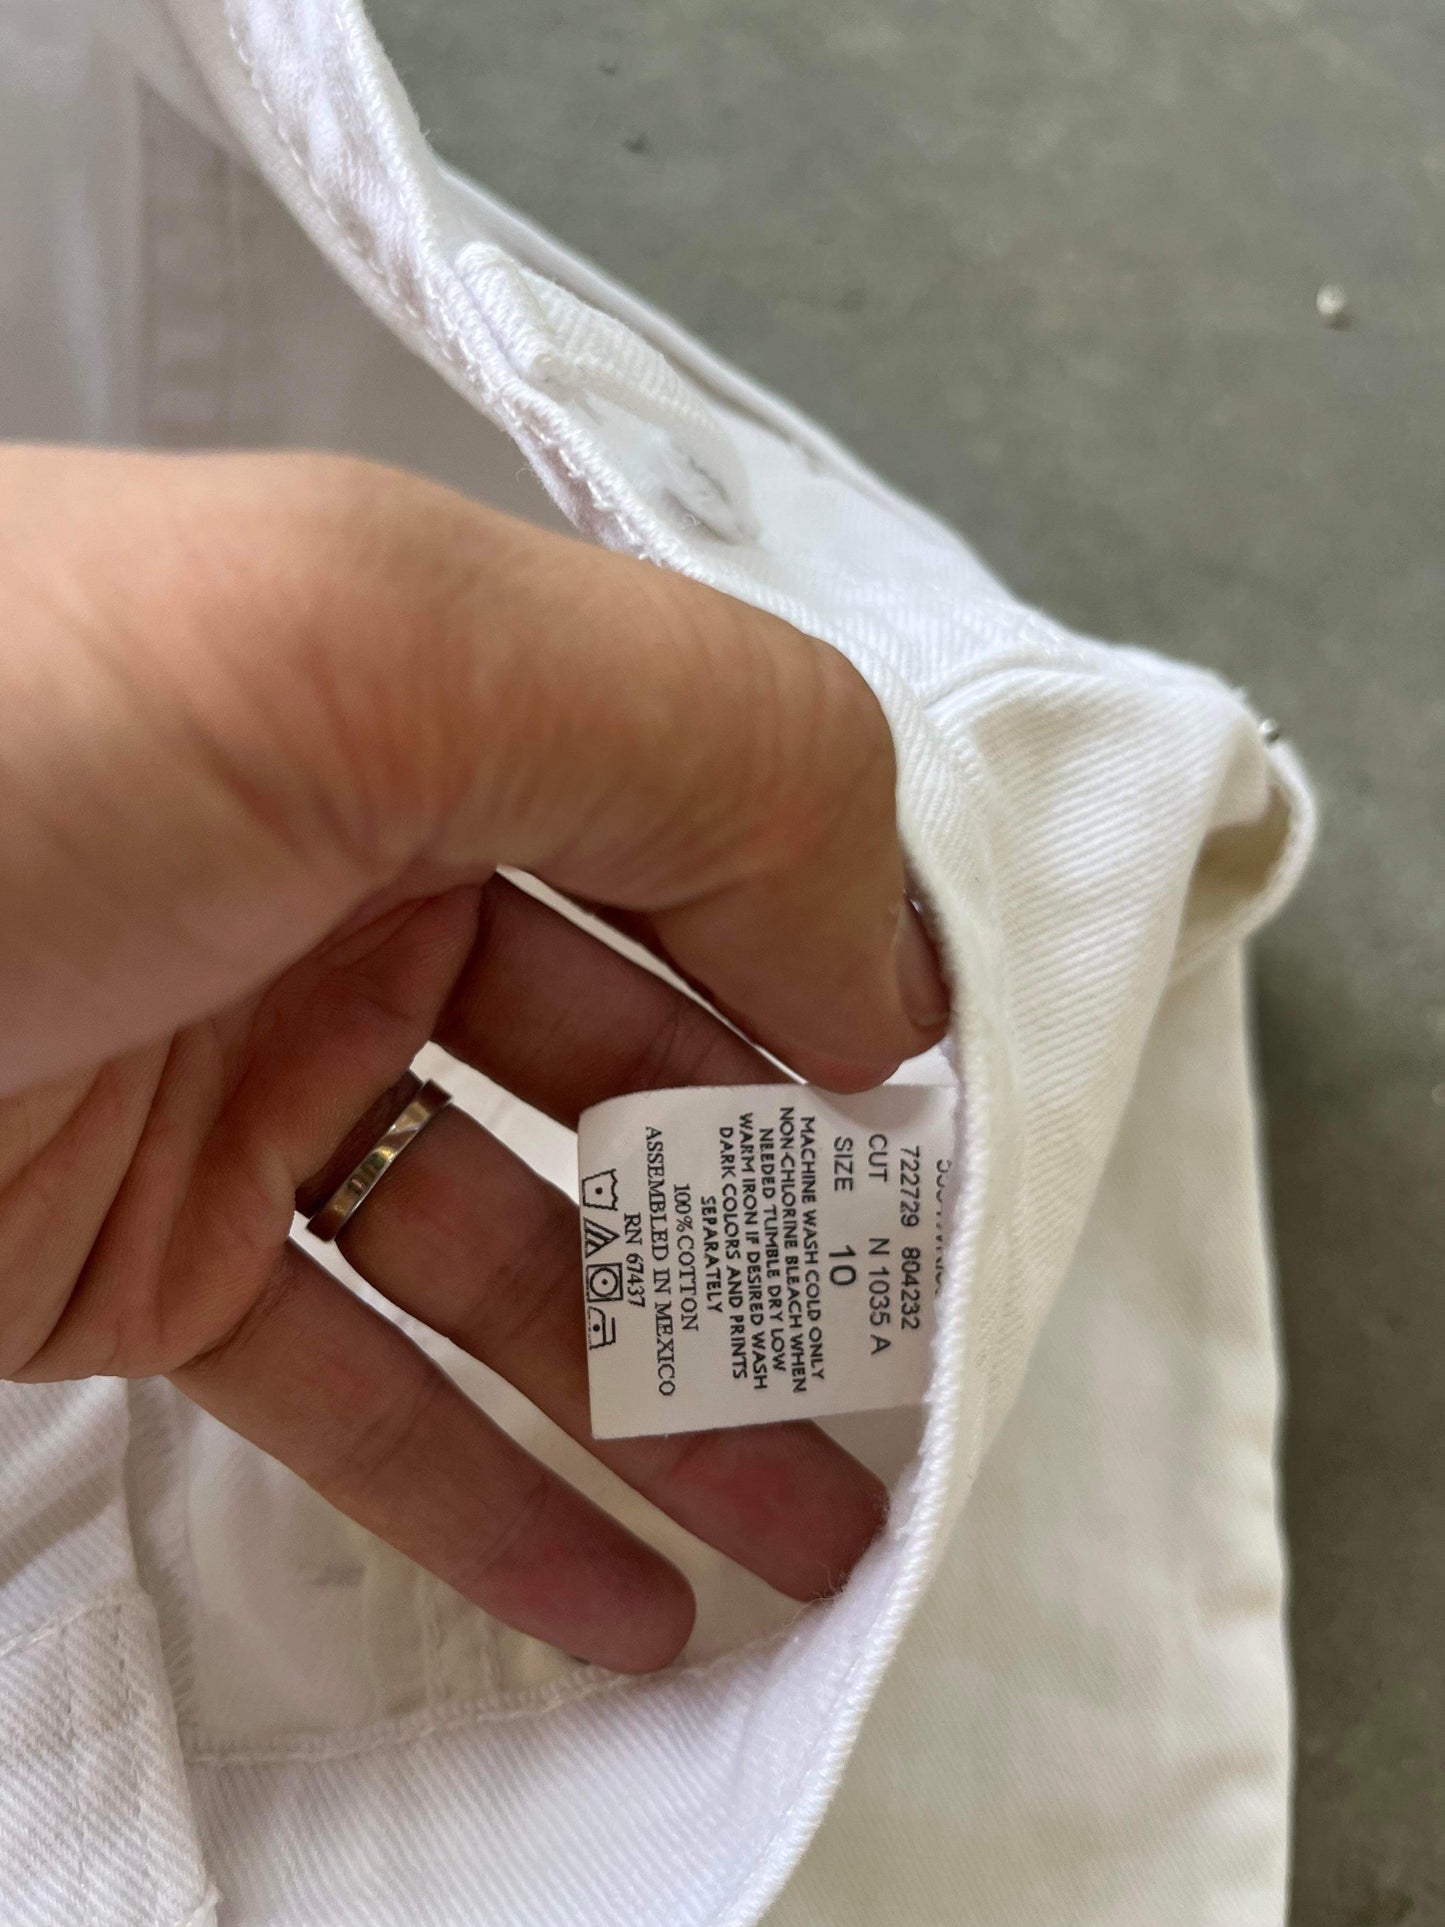 722729 804232
CUT N 1035 A
SIZE 10
MACHINE WASH COLD ONLY
NON-CHLORINE BLEACH WHEN
NEEDED TUMBLE DRY LOW
WARM IRON IF DESIRED WASH
DARK COLORS AND PRINTS
SEPARATELY
100% COTTON
ASSEMBLED IN MEXICO
RN 67437